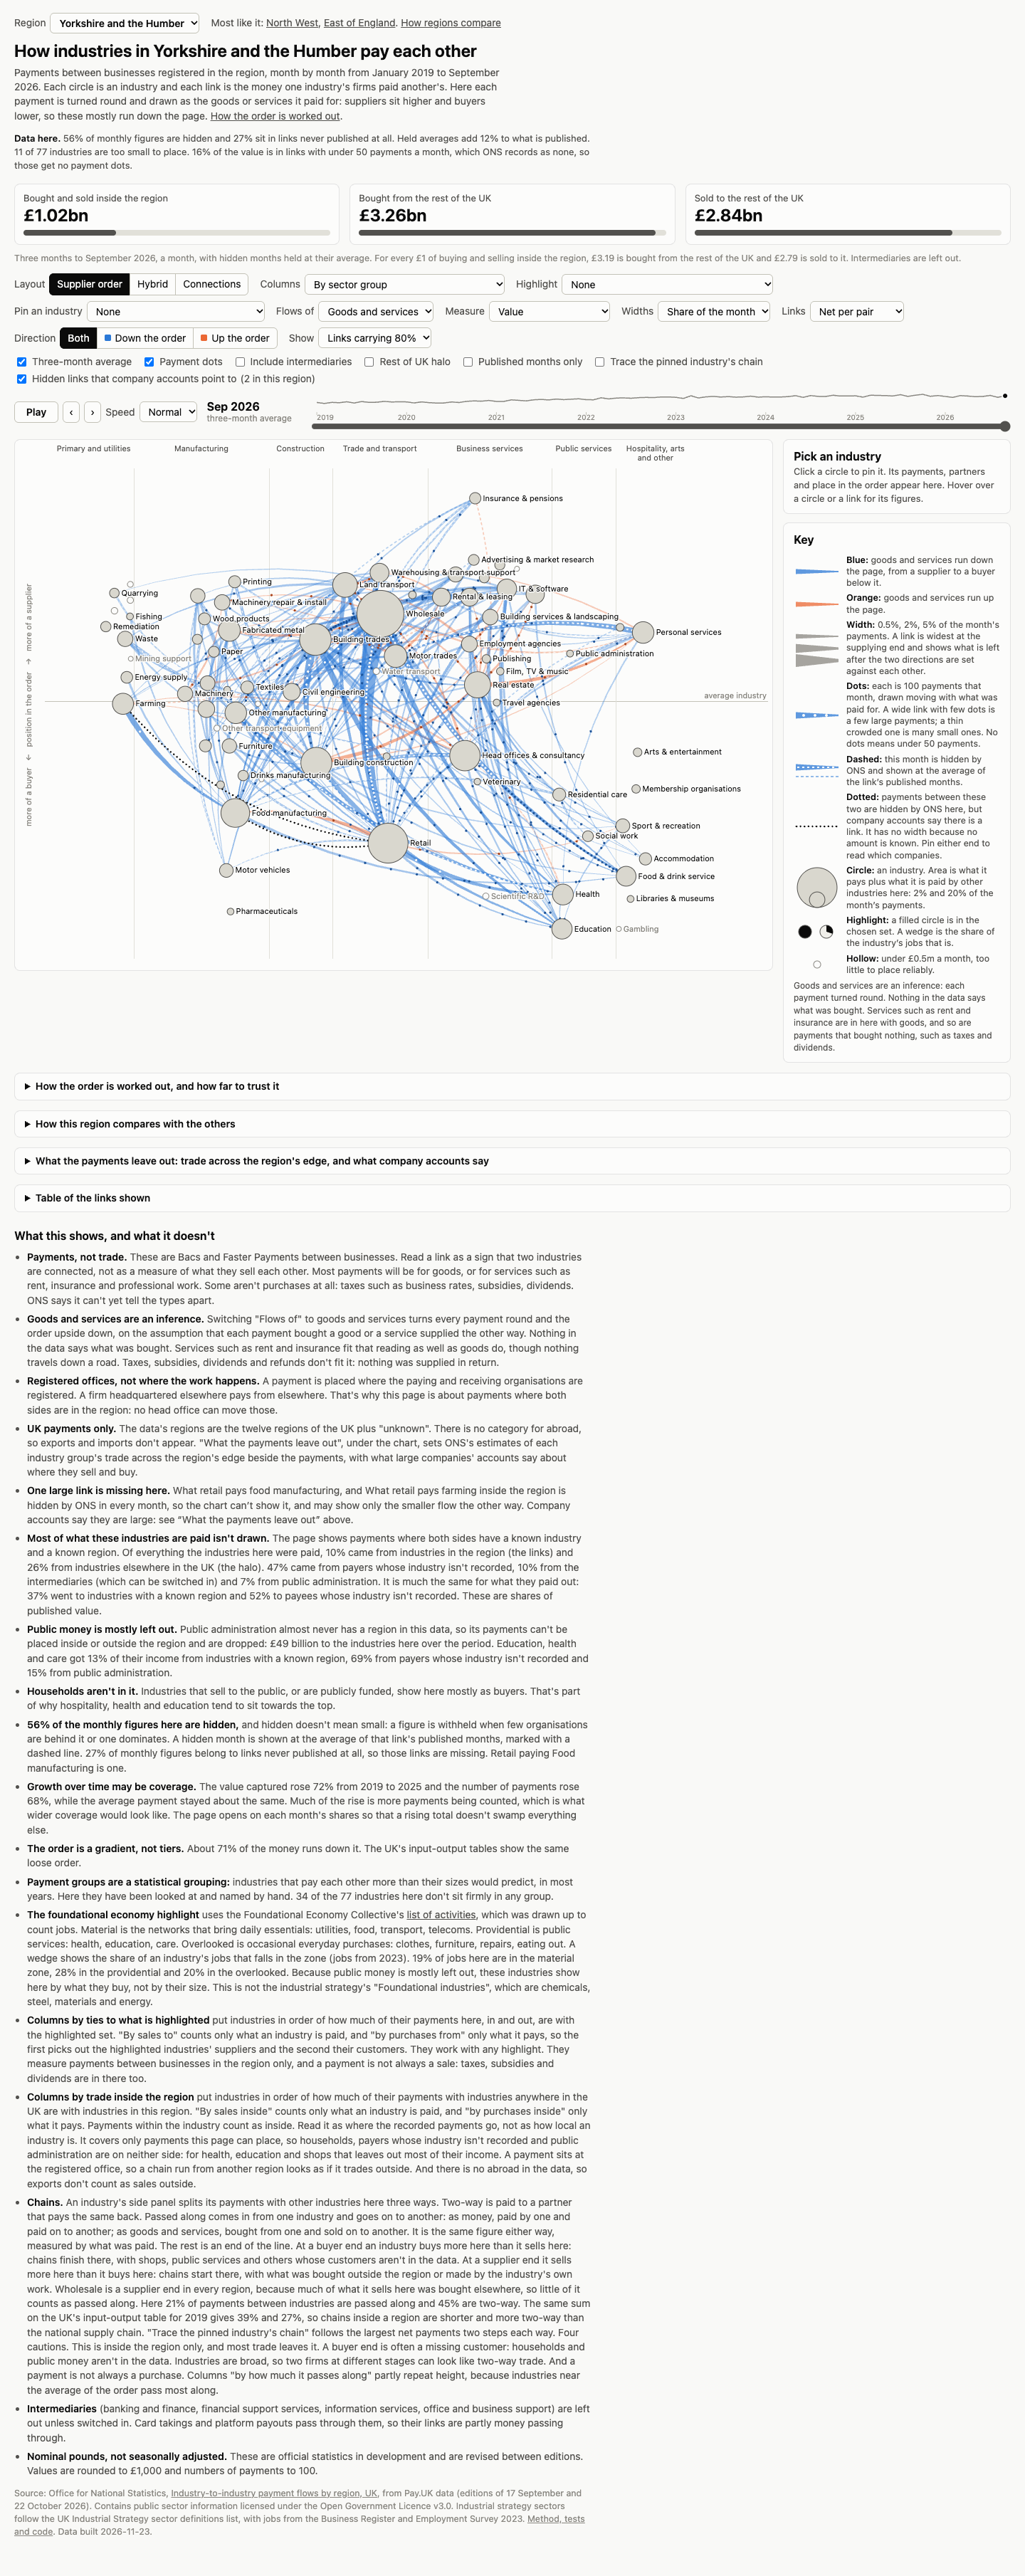 Region Yorkshire and the Humber Most like it: North West, East of England. How regions compare
How industries in Yorkshire and the Humber pay each other
Payments between businesses registered in the region, month by month from January 2019 to September
2026. Each circle is an industry and each link is the money one industry's firms paid another's. Here each
payment is turned round and drawn as the goods or services it paid for: suppliers sit higher and buyers
lower, so these mostly run down the page. How the order is worked out.
Data here. 56% of monthly figures are hidden and 27% sit in links never published at all. Held averages add 12% to what is published.
11 of 77 industries are too small to place. 16% of the value is in links with under 50 payments a month, which ONS records as none, so
those get no payment dots.
Bought and sold inside the region
£1.02bn
Bought from the rest of the UK
£3.26bn
Sold to the rest of the UK
£2.84bn
Three months to September 2026, a month, with hidden months held at their average. For every £1 of buying and selling inside the region, £3.19 is bought from the rest of the UK and £2.79 is sold to it. Intermediaries are left out.
Layout Supplier order Hybrid Connections Columns By sector group Highlight None
Pin an industry None Flows of Goods and services Measure Value Widths Share of the month Links Net per pair
Direction Both Down the order Up the order Show Links carrying 80%
Three-month average Payment dots Include intermediaries Rest of UK halo Published months only Trace the pinned industry's chain
Hidden links that company accounts point to (2 in this region)
Play ‹ › Speed Normal Sep 2026
three-month average
2019 2020 2021 2022 2023 2024 2025 2026
Primary and utilities Manufacturing Construction Trade and transport Business services Public services Hospitality, arts
and other
more of a buyer ← position in the order → more of a supplier
Insurance & pensions
Advertising & market research
Warehousing & transport support
Printing
Land transport
IT & software
Quarrying
Rental & leasing
Machinery repair & install
Wholesale
Fishing
Wood products
Building services & landscaping
Remediation
Fabricated metal
Personal services
Waste
Building trades
Employment agencies
Paper
Motor trades
Public administration
Mining support
Publishing
Water transport
Film, TV & music
Energy supply
Real estate
Textiles
Machinery
Civil engineering
average industry
Farming
Travel agencies
Other manufacturing
Other transport equipment
Furniture
Arts & entertainment
Head offices & consultancy
Building construction
Drinks manufacturing
Veterinary
Membership organisations
Residential care
Food manufacturing
Sport & recreation
Social work
Retail
Accommodation
Motor vehicles
Food & drink service
Health
Scientific R&D
Libraries & museums
Pharmaceuticals
Education
Gambling
Pick an industry
Click a circle to pin it. Its payments, partners
and place in the order appear here. Hover over
a circle or a link for its figures.
Key
Blue: goods and services run down
the page, from a supplier to a buyer
below it.
Orange: goods and services run up
the page.
Width: 0.5%, 2%, 5% of the month's
payments. A link is widest at the
supplying end and shows what is left
after the two directions are set
against each other.
Dots: each is 100 payments that
month, drawn moving with what was
paid for. A wide link with few dots is
a few large payments; a thin
crowded one is many small ones. No
dots means under 50 payments.
Dashed: this month is hidden by
ONS and shown at the average of
the link's published months.
Dotted: payments between these
two are hidden by ONS here, but
company accounts say there is a
link. It has no width because no
amount is known. Pin either end to
read which companies.
Circle: an industry. Area is what it
pays plus what it is paid by other
industries here: 2% and 20% of the
month's payments.
Highlight: a filled circle is in the
chosen set. A wedge is the share of
the industry's jobs that is.
Hollow: under £0.5m a month, too
little to place reliably.
Goods and services are an inference: each
payment turned round. Nothing in the data says
what was bought. Services such as rent and
insurance are in here with goods, and so are
payments that bought nothing, such as taxes and
dividends.
How the order is worked out, and how far to trust it
How this region compares with the others
What the payments leave out: trade across the region's edge, and what company accounts say
Table of the links shown
What this shows, and what it doesn't
Payments, not trade. These are Bacs and Faster Payments between businesses. Read a link as a sign that two industries
are connected, not as a measure of what they sell each other. Most payments will be for goods, or for services such as
rent, insurance and professional work. Some aren't purchases at all: taxes such as business rates, subsidies, dividends.
ONS says it can't yet tell the types apart.
Goods and services are an inference. Switching "Flows of" to goods and services turns every payment round and the
order upside down, on the assumption that each payment bought a good or a service supplied the other way. Nothing in
the data says what was bought. Services such as rent and insurance fit that reading as well as goods do, though nothing
travels down a road. Taxes, subsidies, dividends and refunds don't fit it: nothing was supplied in return.
Registered offices, not where the work happens. A payment is placed where the paying and receiving organisations are
registered. A firm headquartered elsewhere pays from elsewhere. That's why this page is about payments where both
sides are in the region: no head office can move those.
UK payments only. The data's regions are the twelve regions of the UK plus "unknown". There is no category for abroad,
so exports and imports don't appear. "What the payments leave out", under the chart, sets ONS's estimates of each
industry group's trade across the region's edge beside the payments, with what large companies' accounts say about
where they sell and buy.
One large link is missing here. What retail pays food manufacturing, and What retail pays farming inside the region is
hidden by ONS in every month, so the chart can't show it, and may show only the smaller flow the other way. Company
accounts say they are large: see “What the payments leave out” above.
Most of what these industries are paid isn't drawn. The page shows payments where both sides have a known industry
and a known region. Of everything the industries here were paid, 10% came from industries in the region (the links) and
26% from industries elsewhere in the UK (the halo). 47% came from payers whose industry isn't recorded, 10% from the
intermediaries (which can be switched in) and 7% from public administration. It is much the same for what they paid out:
37% went to industries with a known region and 52% to payees whose industry isn't recorded. These are shares of
published value.
Public money is mostly left out. Public administration almost never has a region in this data, so its payments can't be
placed inside or outside the region and are dropped: £49 billion to the industries here over the period. Education, health
and care got 13% of their income from industries with a known region, 69% from payers whose industry isn't recorded and
15% from public administration.
Households aren't in it. Industries that sell to the public, or are publicly funded, show here mostly as buyers. That's part
of why hospitality, health and education tend to sit towards the top.
56% of the monthly figures here are hidden, and hidden doesn't mean small: a figure is withheld when few organisations
are behind it or one dominates. A hidden month is shown at the average of that link's published months, marked with a
dashed line. 27% of monthly figures belong to links never published at all, so those links are missing. Retail paying Food
manufacturing is one.
Growth over time may be coverage. The value captured rose 72% from 2019 to 2025 and the number of payments rose
68%, while the average payment stayed about the same. Much of the rise is more payments being counted, which is what
wider coverage would look like. The page opens on each month's shares so that a rising total doesn't swamp everything
else.
The order is a gradient, not tiers. About 71% of the money runs down it. The UK's input-output tables show the same
loose order.
Payment groups are a statistical grouping: industries that pay each other more than their sizes would predict, in most
years. Here they have been looked at and named by hand. 34 of the 77 industries here don't sit firmly in any group.
The foundational economy highlight uses the Foundational Economy Collective's list of activities, which was drawn up to
count jobs. Material is the networks that bring daily essentials: utilities, food, transport, telecoms. Providential is public
services: health, education, care. Overlooked is occasional everyday purchases: clothes, furniture, repairs, eating out. A
wedge shows the share of an industry's jobs that falls in the zone (jobs from 2023). 19% of jobs here are in the material
zone, 28% in the providential and 20% in the overlooked. Because public money is mostly left out, these industries show
here by what they buy, not by their size. This is not the industrial strategy's "Foundational industries", which are chemicals,
steel, materials and energy.
Columns by ties to what is highlighted put industries in order of how much of their payments here, in and out, are with
the highlighted set. "By sales to" counts only what an industry is paid, and "by purchases from" only what it pays, so the
first picks out the highlighted industries' suppliers and the second their customers. They work with any highlight. They
measure payments between businesses in the region only, and a payment is not always a sale: taxes, subsidies and
dividends are in there too.
Columns by trade inside the region put industries in order of how much of their payments with industries anywhere in the
UK are with industries in this region. "By sales inside" counts only what an industry is paid, and "by purchases inside" only
what it pays. Payments within the industry count as inside. Read it as where the recorded payments go, not as how local an
industry is. It covers only payments this page can place, so households, payers whose industry isn't recorded and public
administration are on neither side: for health, education and shops that leaves out most of their income. A payment sits at
the registered office, so a chain run from another region looks as if it trades outside. And there is no abroad in the data, so
exports don't count as sales outside.
Chains. An industry's side panel splits its payments with other industries here three ways. Two-way is paid to a partner
that pays the same back. Passed along comes in from one industry and goes on to another: as money, paid by one and
paid on to another; as goods and services, bought from one and sold on to another. It is the same figure either way,
measured by what was paid. The rest is an end of the line. At a buyer end an industry buys more here than it sells here:
chains finish there, with shops, public services and others whose customers aren't in the data. At a supplier end it sells
more here than it buys here: chains start there, with what was bought outside the region or made by the industry's own
work. Wholesale is a supplier end in every region, because much of what it sells here was bought elsewhere, so little of it
counts as passed along. Here 21% of payments between industries are passed along and 45% are two-way. The same sum
on the UK's input-output table for 2019 gives 39% and 27%, so chains inside a region are shorter and more two-way than
the national supply chain. "Trace the pinned industry's chain" follows the largest net payments two steps each way. Four
cautions. This is inside the region only, and most trade leaves it. A buyer end is often a missing customer: households and
public money aren't in the data. Industries are broad, so two firms at different stages can look like two-way trade. And a
payment is not always a purchase. Columns "by how much it passes along" partly repeat height, because industries near
the average of the order pass most along.
Intermediaries (banking and finance, financial support services, information services, office and business support) are left
out unless switched in. Card takings and platform payouts pass through them, so their links are partly money passing
through.
Nominal pounds, not seasonally adjusted. These are official statistics in development and are revised between editions.
Values are rounded to £1,000 and numbers of payments to 100.
Source: Office for National Statistics, Industry-to-industry payment flows by region, UK, from Pay.UK data (editions of 17 September and
22 October 2026). Contains public sector information licensed under the Open Government Licence v3.0. Industrial strategy sectors
follow the UK Industrial Strategy sector definitions list, with jobs from the Business Register and Employment Survey 2023. Method, tests
and code. Data built 2026-11-23.